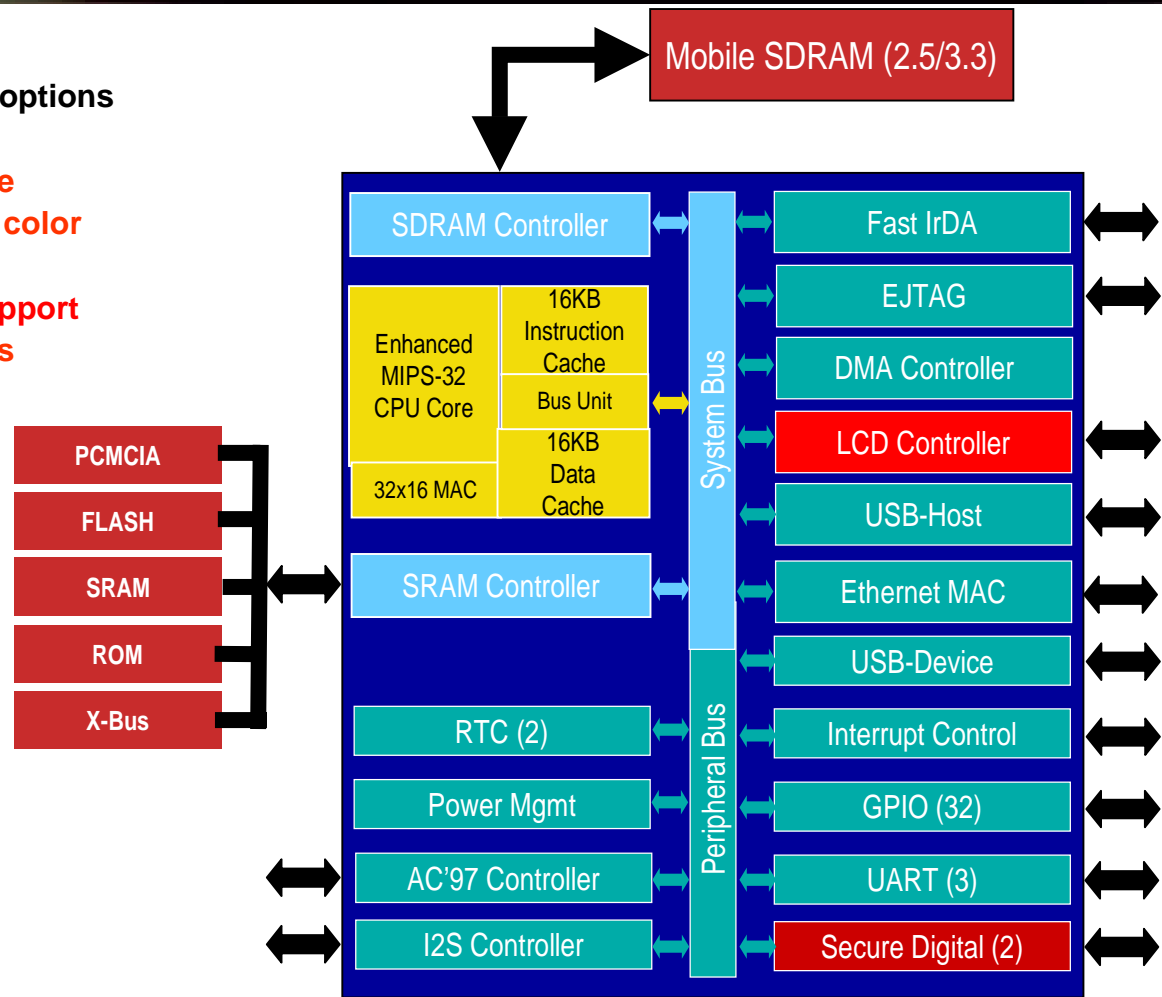 Mobile SDRAM (2.5/3.3)
options
e
color
pport
s
SDRAM Controller
Enhanced
MIPS-32
CPU Core
16KB
Instruction
Cache
Bus Unit
32x16 MAC
16KB
Data
Cache
SRAM Controller
PCMCIA
FLASH
SRAM
ROM
X-Bus
RTC (2)
Power Mgmt
AC’97 Controller
I2S Controller
System Bus
Peripheral Bus
Fast IrDA
EJTAG
DMA Controller
LCD Controller
USB-Host
Ethernet MAC
USB-Device
Interrupt Control
GPIO (32)
UART (3)
Secure Digital (2)